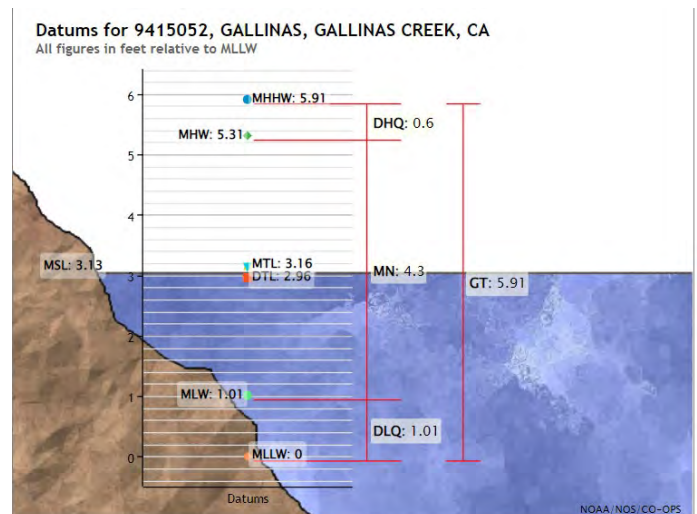 Datums for 9415052, GALLINAS, GALLINAS CREEK, CA
All figures in feet relative to MLLW
6
MHHW: 5.91
DHQ: 0.6
MHW: 5.31
5
4
MSL: 3.13
MTL: 3.16
3
DTL: 2.96
MN: 4.3
GT: 5.91
2
MLW: 1.01
1
DLQ: 1.01
0
MLLW: 0
Datums
NOAA/NOS/CO-OPS